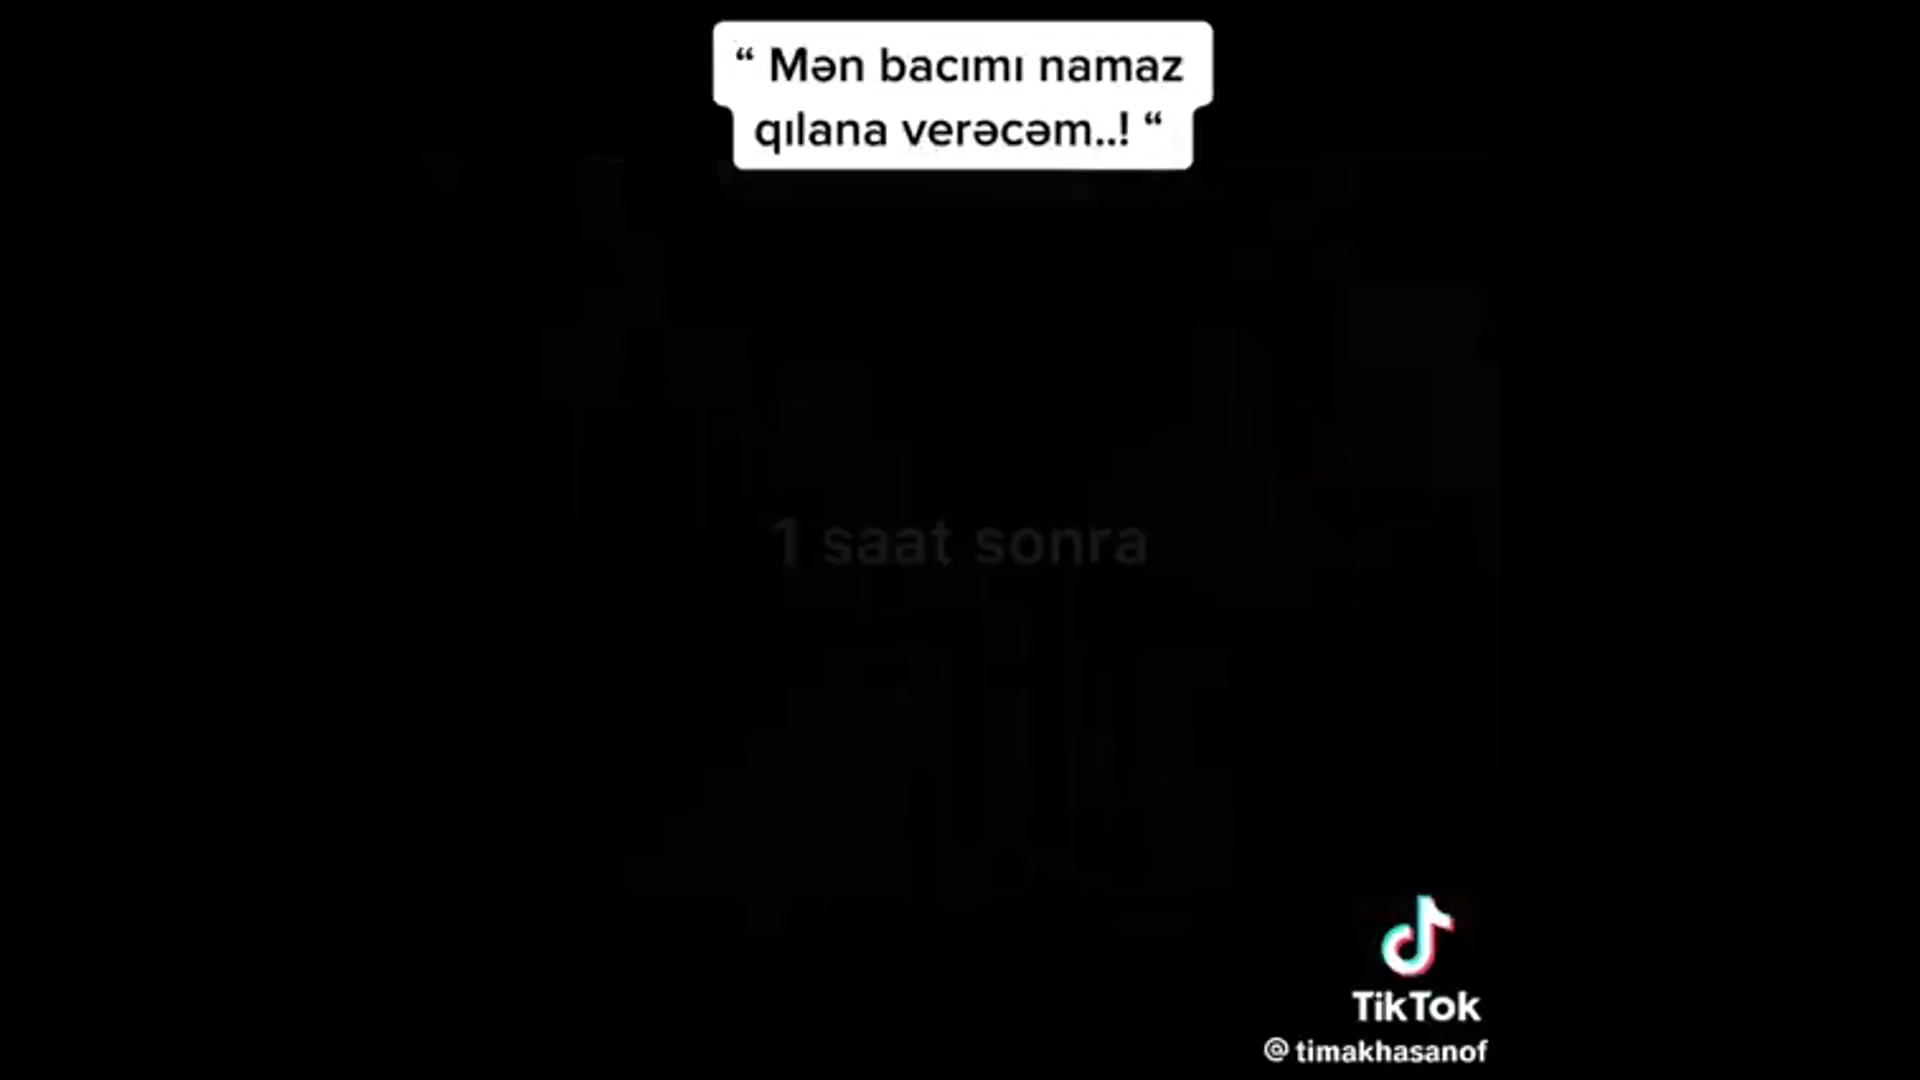 “ Mən bacımı namaz
qılana verəcəm..! “
1 saat sonra
TikTok
@timakhasanof